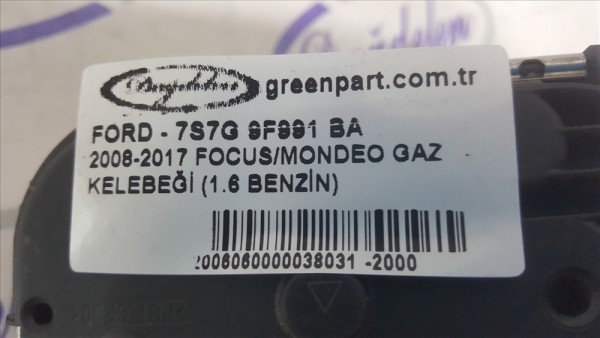 greenpart.com.tr
FORD - 7S7G 9F991 BA
2008-2017 FOCUS/MONDEO GAZ
KELEBEĞİ (1.6 BENZİN)
2006060000038031 -2000